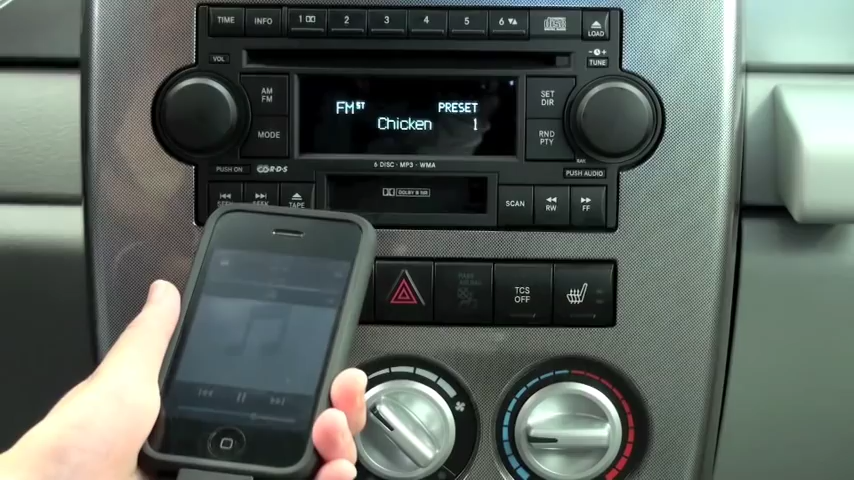 TIME INFO 1 2 3 4 5 6
LOAD
VOL
TUNE
AM
FM
MODE
FM ST PRESET
Chicken 1
SET
DIR
RND
PTY
6 DISC • MP3 • WMA
PUSH ON R•D•S
PUSH AUDIO
SEEK SEEK TAPE
DOLBY B NR
SCAN RW FF
TCS
OFF